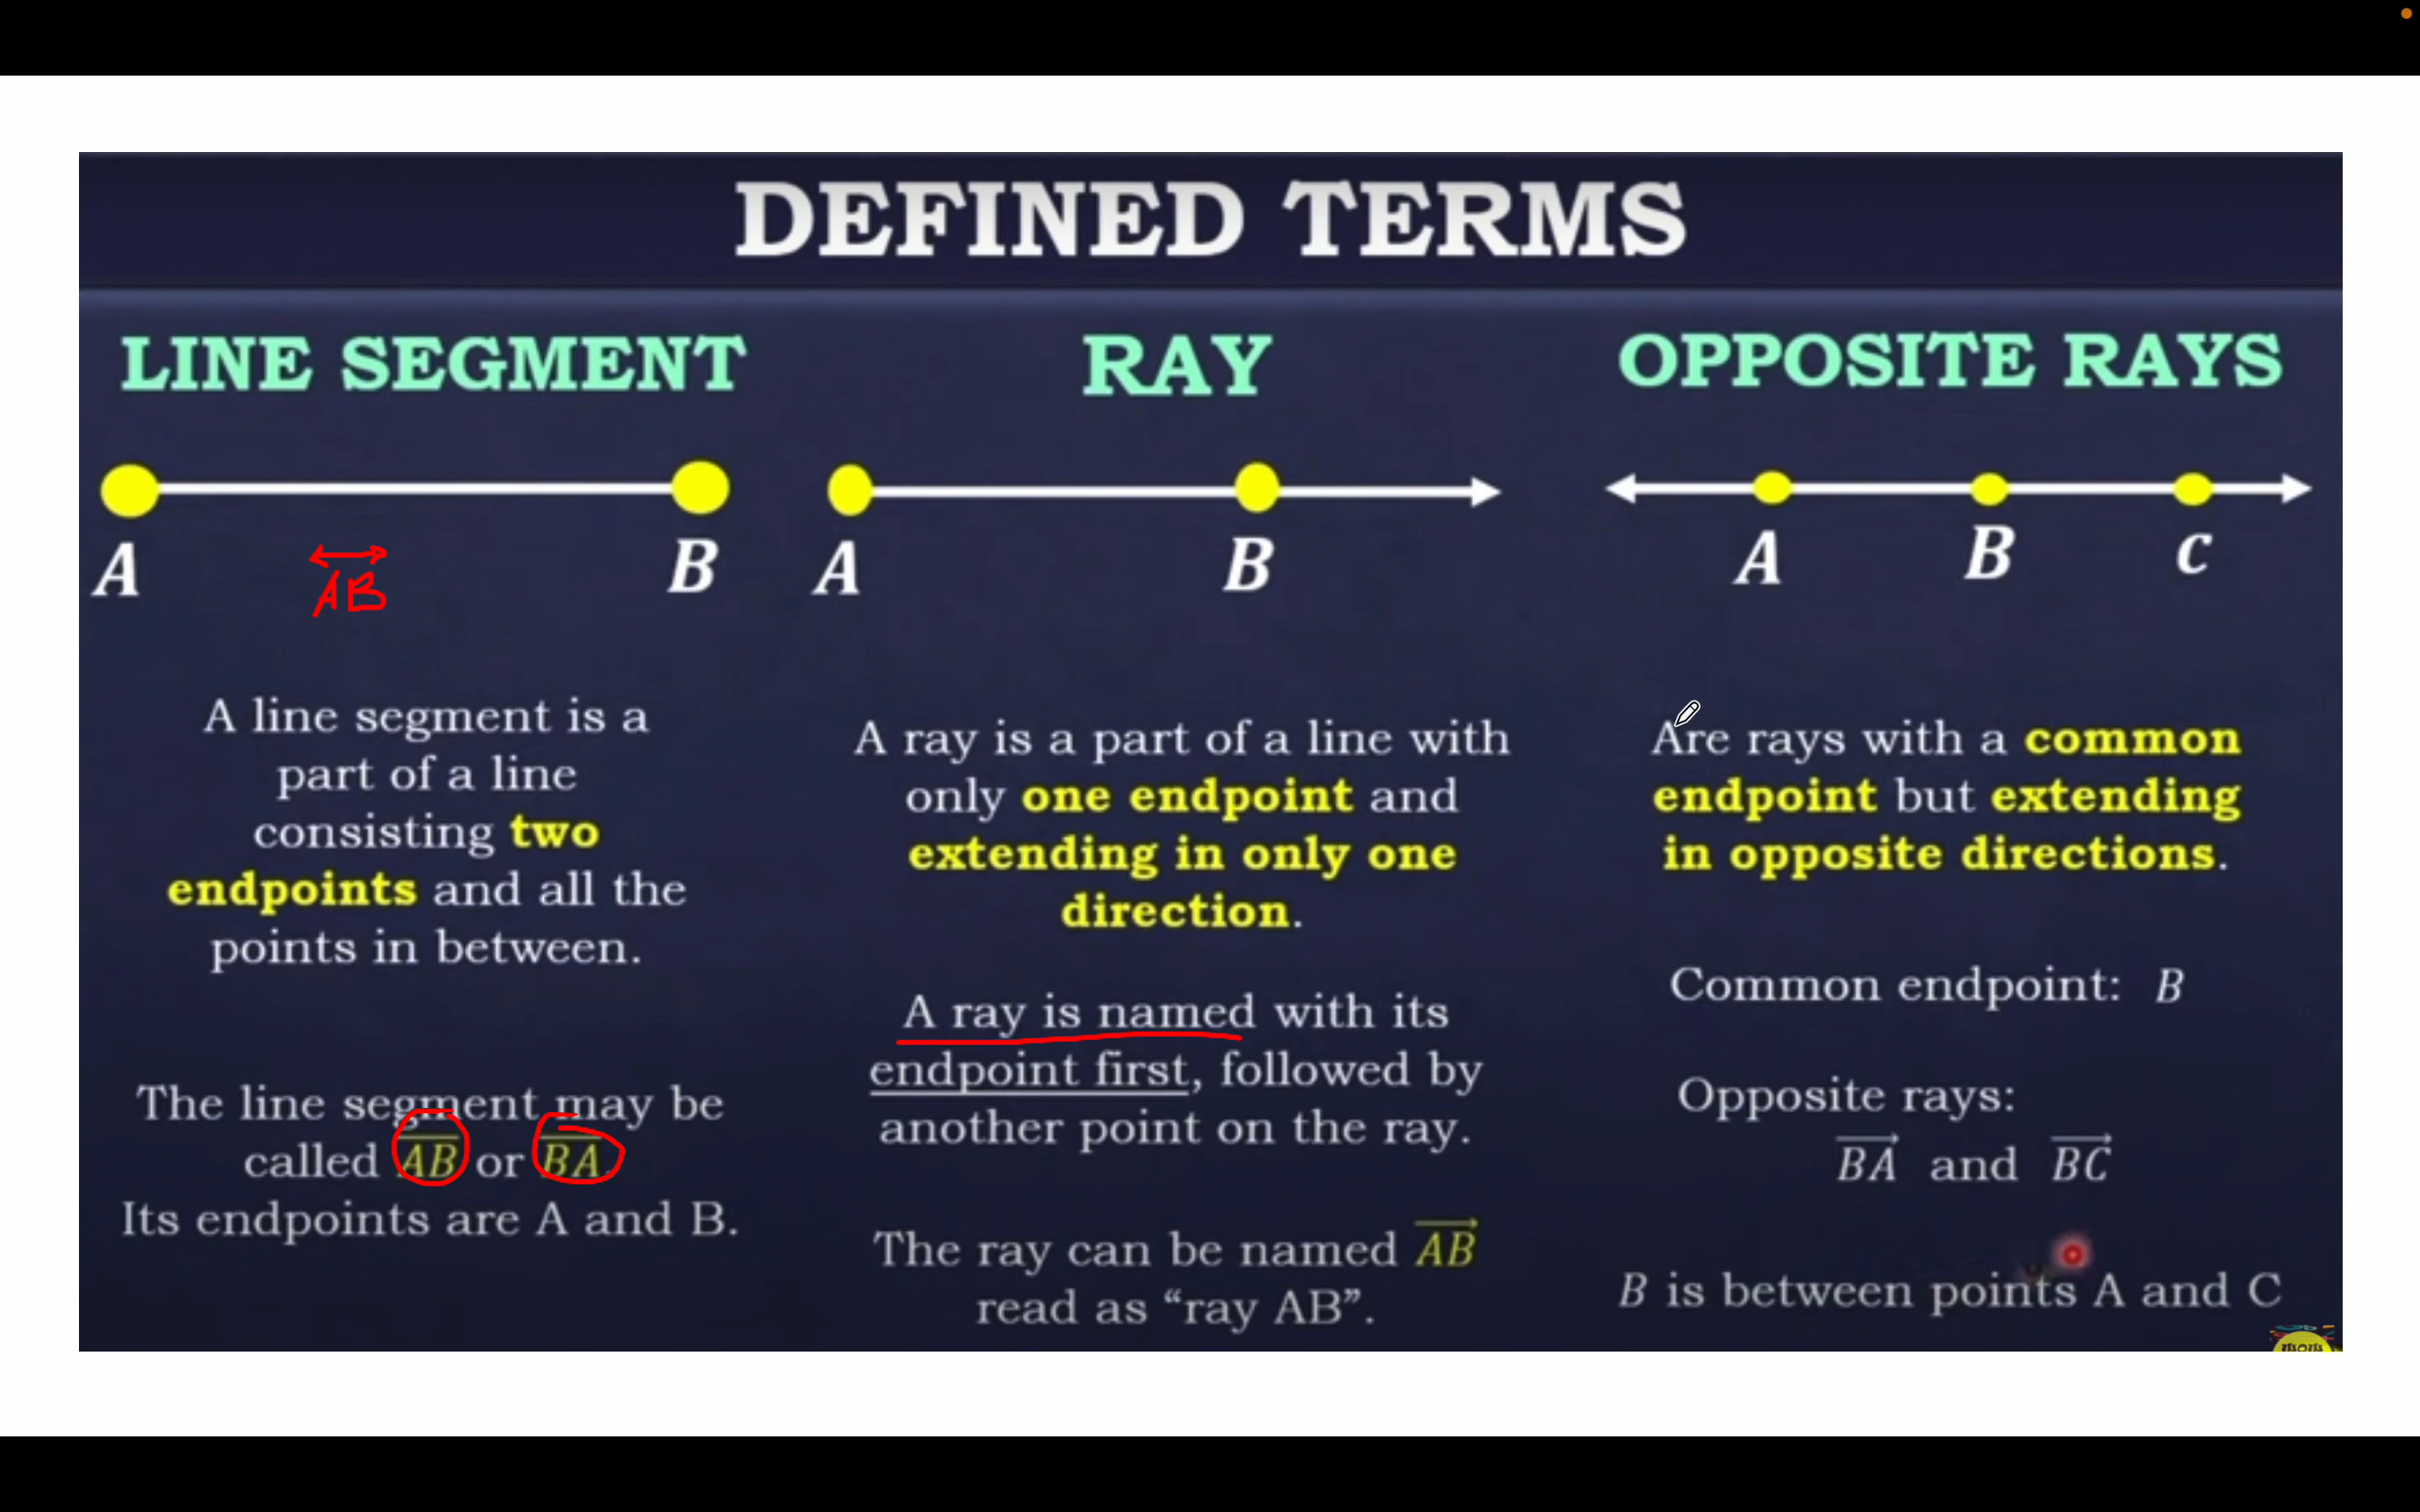 DEFINED TERMS
LINE SEGMENT
A
B
AB
A line segment is a
part of a line
consisting two
endpoints and all the
points in between.
The line segment may be
called AB or BA.
Its endpoints are A and B.
RAY
A
B
A ray is a part of a line with
only one endpoint and
extending in only one
direction.
A ray is named with its
endpoint first, followed by
another point on the ray.
The ray can be named AB
read as “ray AB”.
OPPOSITE RAYS
A
B
C
Are rays with a common
endpoint but extending
in opposite directions.
Common endpoint: B
Opposite rays:
BA and BC
B is between points A and C